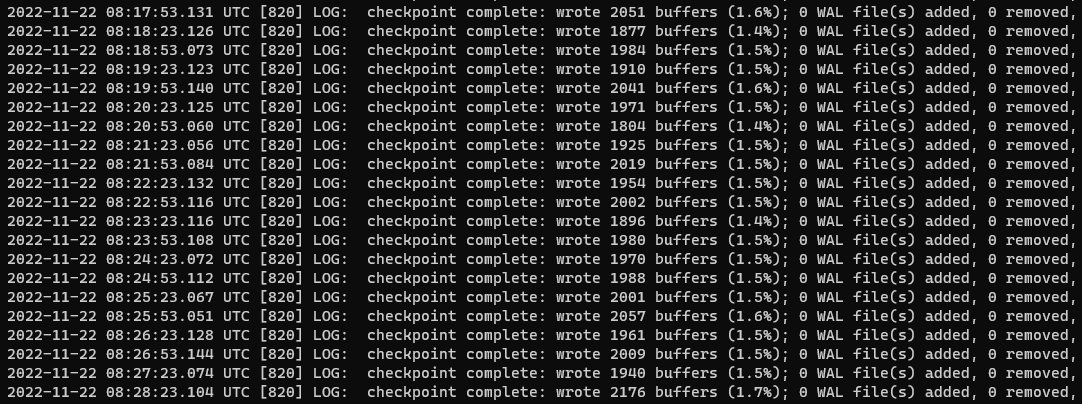 2022-11-22 08:17:53.131 UTC [820] LOG:  checkpoint complete: wrote 2051 buffers (1.6%); 0 WAL file(s) added, 0 removed,
2022-11-22 08:18:23.126 UTC [820] LOG:  checkpoint complete: wrote 1877 buffers (1.4%); 0 WAL file(s) added, 0 removed,
2022-11-22 08:18:53.073 UTC [820] LOG:  checkpoint complete: wrote 1984 buffers (1.5%); 0 WAL file(s) added, 0 removed,
2022-11-22 08:19:23.123 UTC [820] LOG:  checkpoint complete: wrote 1910 buffers (1.5%); 0 WAL file(s) added, 0 removed,
2022-11-22 08:19:53.140 UTC [820] LOG:  checkpoint complete: wrote 2041 buffers (1.6%); 0 WAL file(s) added, 0 removed,
2022-11-22 08:20:23.125 UTC [820] LOG:  checkpoint complete: wrote 1971 buffers (1.5%); 0 WAL file(s) added, 0 removed,
2022-11-22 08:20:53.060 UTC [820] LOG:  checkpoint complete: wrote 1804 buffers (1.4%); 0 WAL file(s) added, 0 removed,
2022-11-22 08:21:23.056 UTC [820] LOG:  checkpoint complete: wrote 1925 buffers (1.5%); 0 WAL file(s) added, 0 removed,
2022-11-22 08:21:53.084 UTC [820] LOG:  checkpoint complete: wrote 2019 buffers (1.5%); 0 WAL file(s) added, 0 removed,
2022-11-22 08:22:23.132 UTC [820] LOG:  checkpoint complete: wrote 1954 buffers (1.5%); 0 WAL file(s) added, 0 removed,
2022-11-22 08:22:53.116 UTC [820] LOG:  checkpoint complete: wrote 2002 buffers (1.5%); 0 WAL file(s) added, 0 removed,
2022-11-22 08:23:23.116 UTC [820] LOG:  checkpoint complete: wrote 1896 buffers (1.4%); 0 WAL file(s) added, 0 removed,
2022-11-22 08:23:53.108 UTC [820] LOG:  checkpoint complete: wrote 1980 buffers (1.5%); 0 WAL file(s) added, 0 removed,
2022-11-22 08:24:23.072 UTC [820] LOG:  checkpoint complete: wrote 1970 buffers (1.5%); 0 WAL file(s) added, 0 removed,
2022-11-22 08:24:53.112 UTC [820] LOG:  checkpoint complete: wrote 1988 buffers (1.5%); 0 WAL file(s) added, 0 removed,
2022-11-22 08:25:23.067 UTC [820] LOG:  checkpoint complete: wrote 2001 buffers (1.5%); 0 WAL file(s) added, 0 removed,
2022-11-22 08:25:53.051 UTC [820] LOG:  checkpoint complete: wrote 2057 buffers (1.6%); 0 WAL file(s) added, 0 removed,
2022-11-22 08:26:23.128 UTC [820] LOG:  checkpoint complete: wrote 1961 buffers (1.5%); 0 WAL file(s) added, 0 removed,
2022-11-22 08:26:53.144 UTC [820] LOG:  checkpoint complete: wrote 2009 buffers (1.5%); 0 WAL file(s) added, 0 removed,
2022-11-22 08:27:23.074 UTC [820] LOG:  checkpoint complete: wrote 1940 buffers (1.5%); 0 WAL file(s) added, 0 removed,
2022-11-22 08:28:23.104 UTC [820] LOG:  checkpoint complete: wrote 2176 buffers (1.7%); 0 WAL file(s) added, 0 removed,